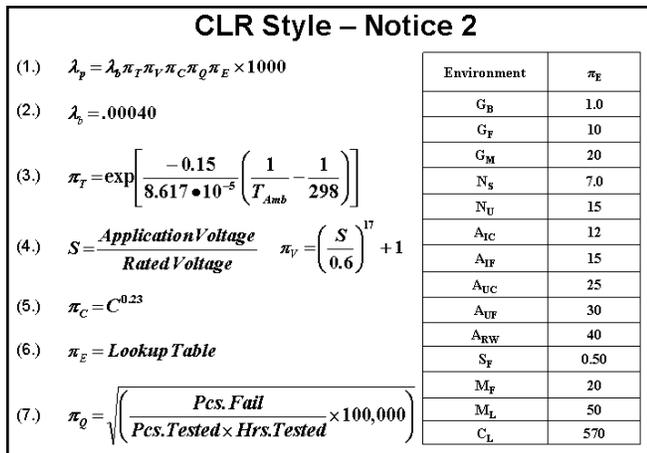 CLR Style – Notice 2
(1.) λp = λbπTπVπCπQπE ×1000
(2.) λb =.00040
(3.) πT =exp[ -0.15 / 8.617•10^-5 ( 1 / TAmb - 1 / 298 ) ]
(4.) S = Application Voltage / Rated Voltage πV = ( S / 0.6 )^17 +1
(5.) πC = C^0.23
(6.) πE = Lookup Table
(7.) πQ = √( Pcs.Fail / Pcs.Tested × Hrs.Tested ×100,000 )
Environment πE
GB 1.0
GF 10
GM 20
NS 7.0
NU 15
AIC 12
AIF 15
AUC 25
AUF 30
ARW 40
SF 0.50
MF 20
ML 50
CL 570